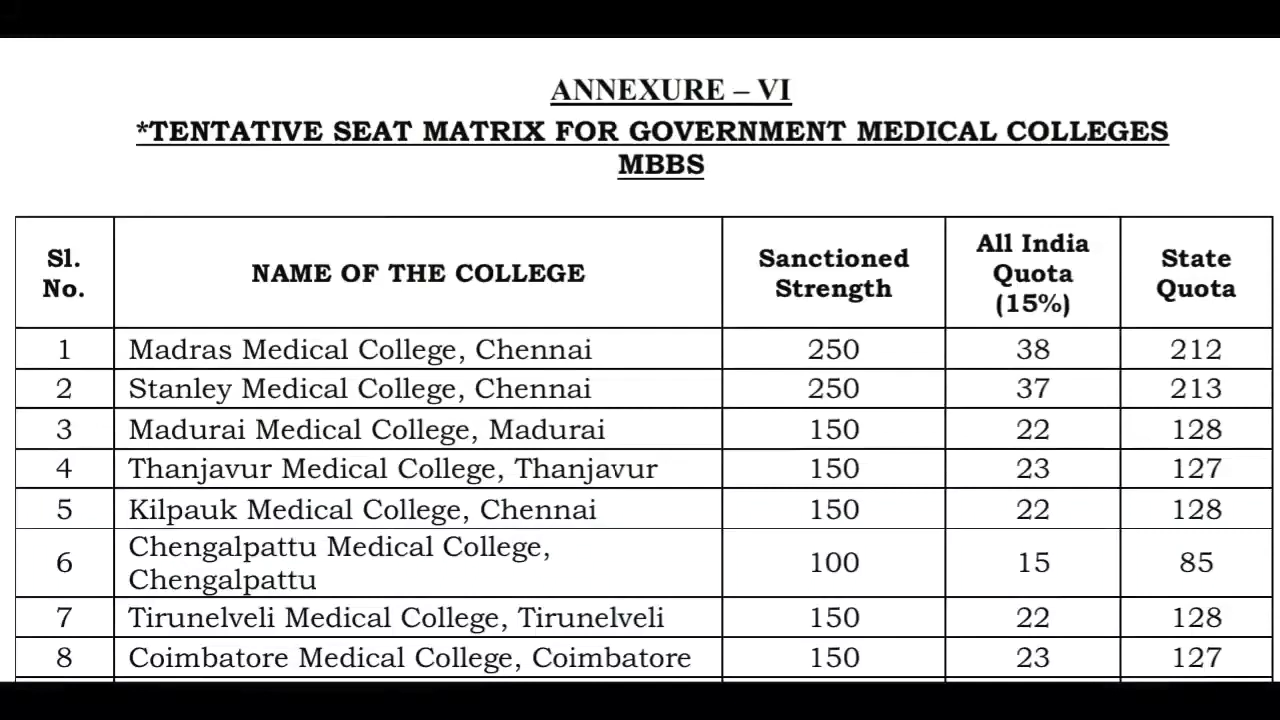 ANNEXURE – VI
*TENTATIVE SEAT MATRIX FOR GOVERNMENT MEDICAL COLLEGES
MBBS
Sl. No. NAME OF THE COLLEGE Sanctioned Strength All India Quota (15%) State Quota
1 Madras Medical College, Chennai 250 38 212
2 Stanley Medical College, Chennai 250 37 213
3 Madurai Medical College, Madurai 150 22 128
4 Thanjavur Medical College, Thanjavur 150 23 127
5 Kilpauk Medical College, Chennai 150 22 128
6 Chengalpattu Medical College, Chengalpattu 100 15 85
7 Tirunelveli Medical College, Tirunelveli 150 22 128
8 Coimbatore Medical College, Coimbatore 150 23 127